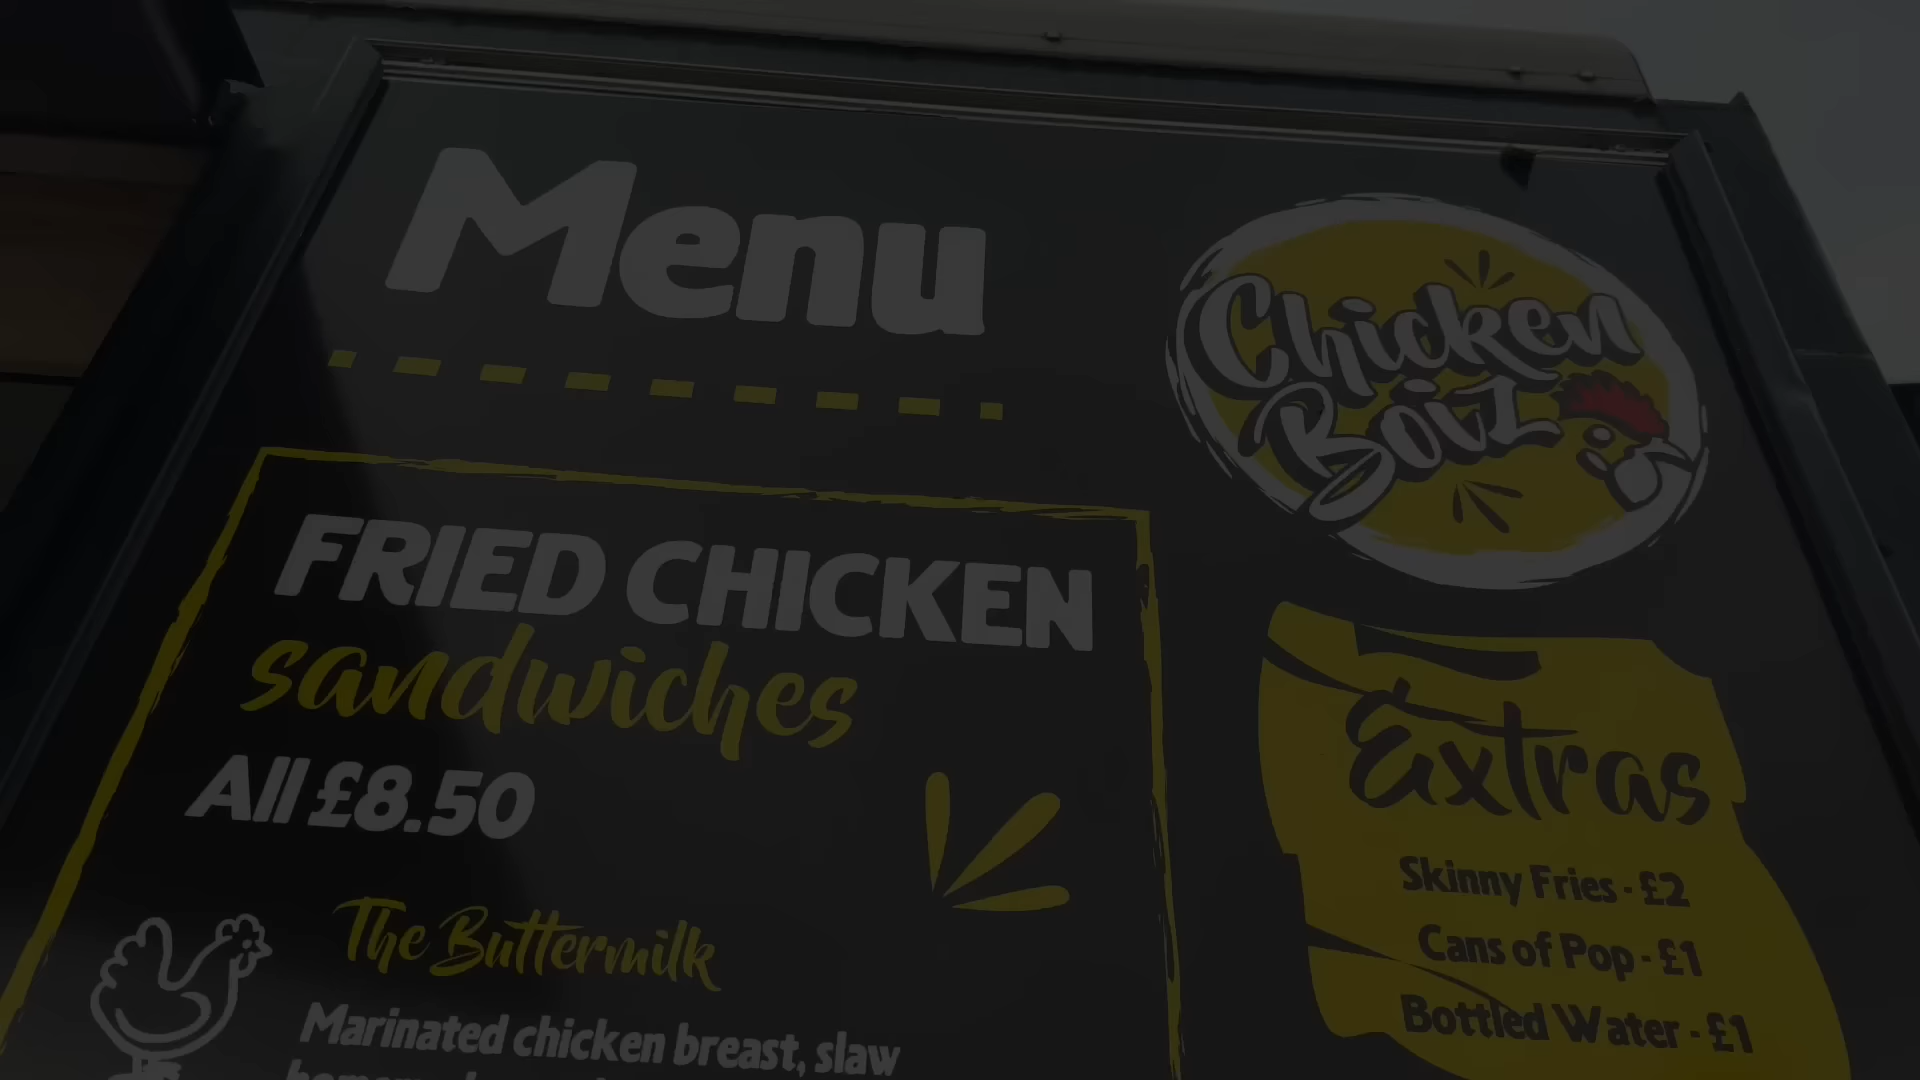 Menu
Chicken
Boiz
FRIED CHICKEN
sandwiches
All £8.50
The Buttermilk
Marinated chicken breast, slaw
Extras
Skinny Fries - £2
Cans of Pop - £1
Bottled Water - £1